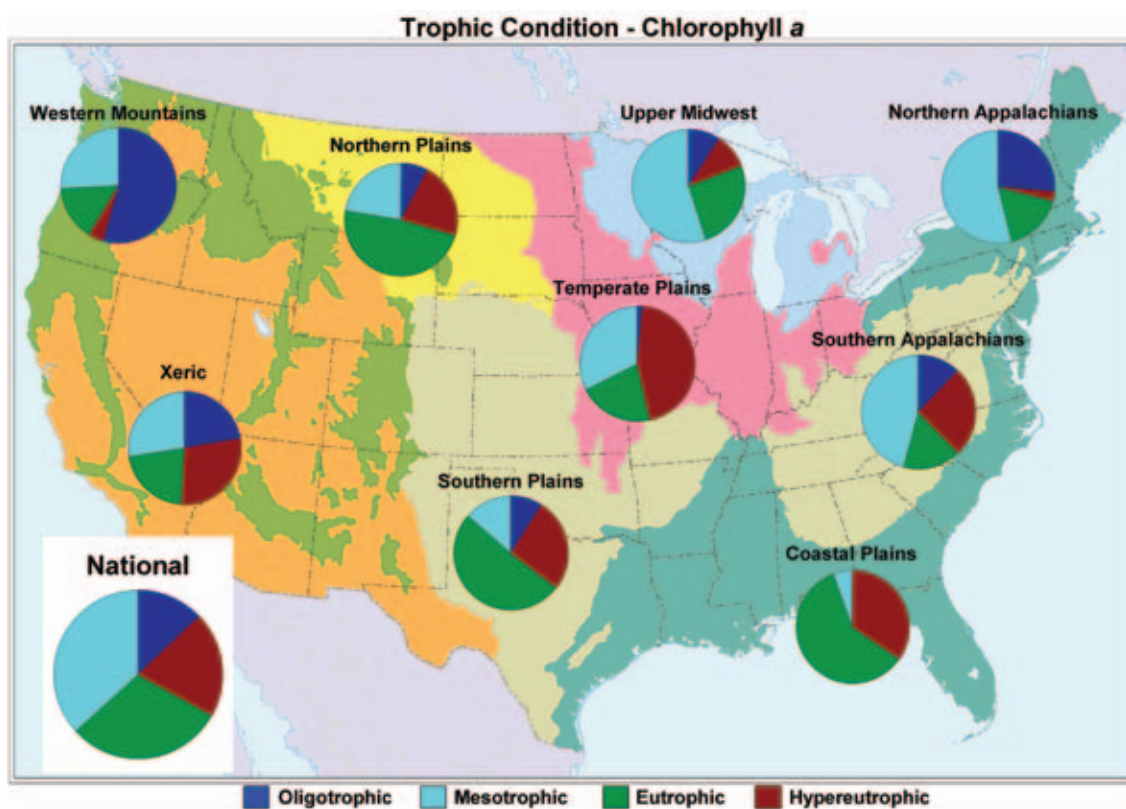 Trophic Condition - Chlorophyll a
Western Mountains
Northern Plains
Upper Midwest
Northern Appalachians
Temperate Plains
Southern Appalachians
Xeric
Southern Plains
Coastal Plains
National
Oligotrophic Mesotrophic Eutrophic Hypereutrophic